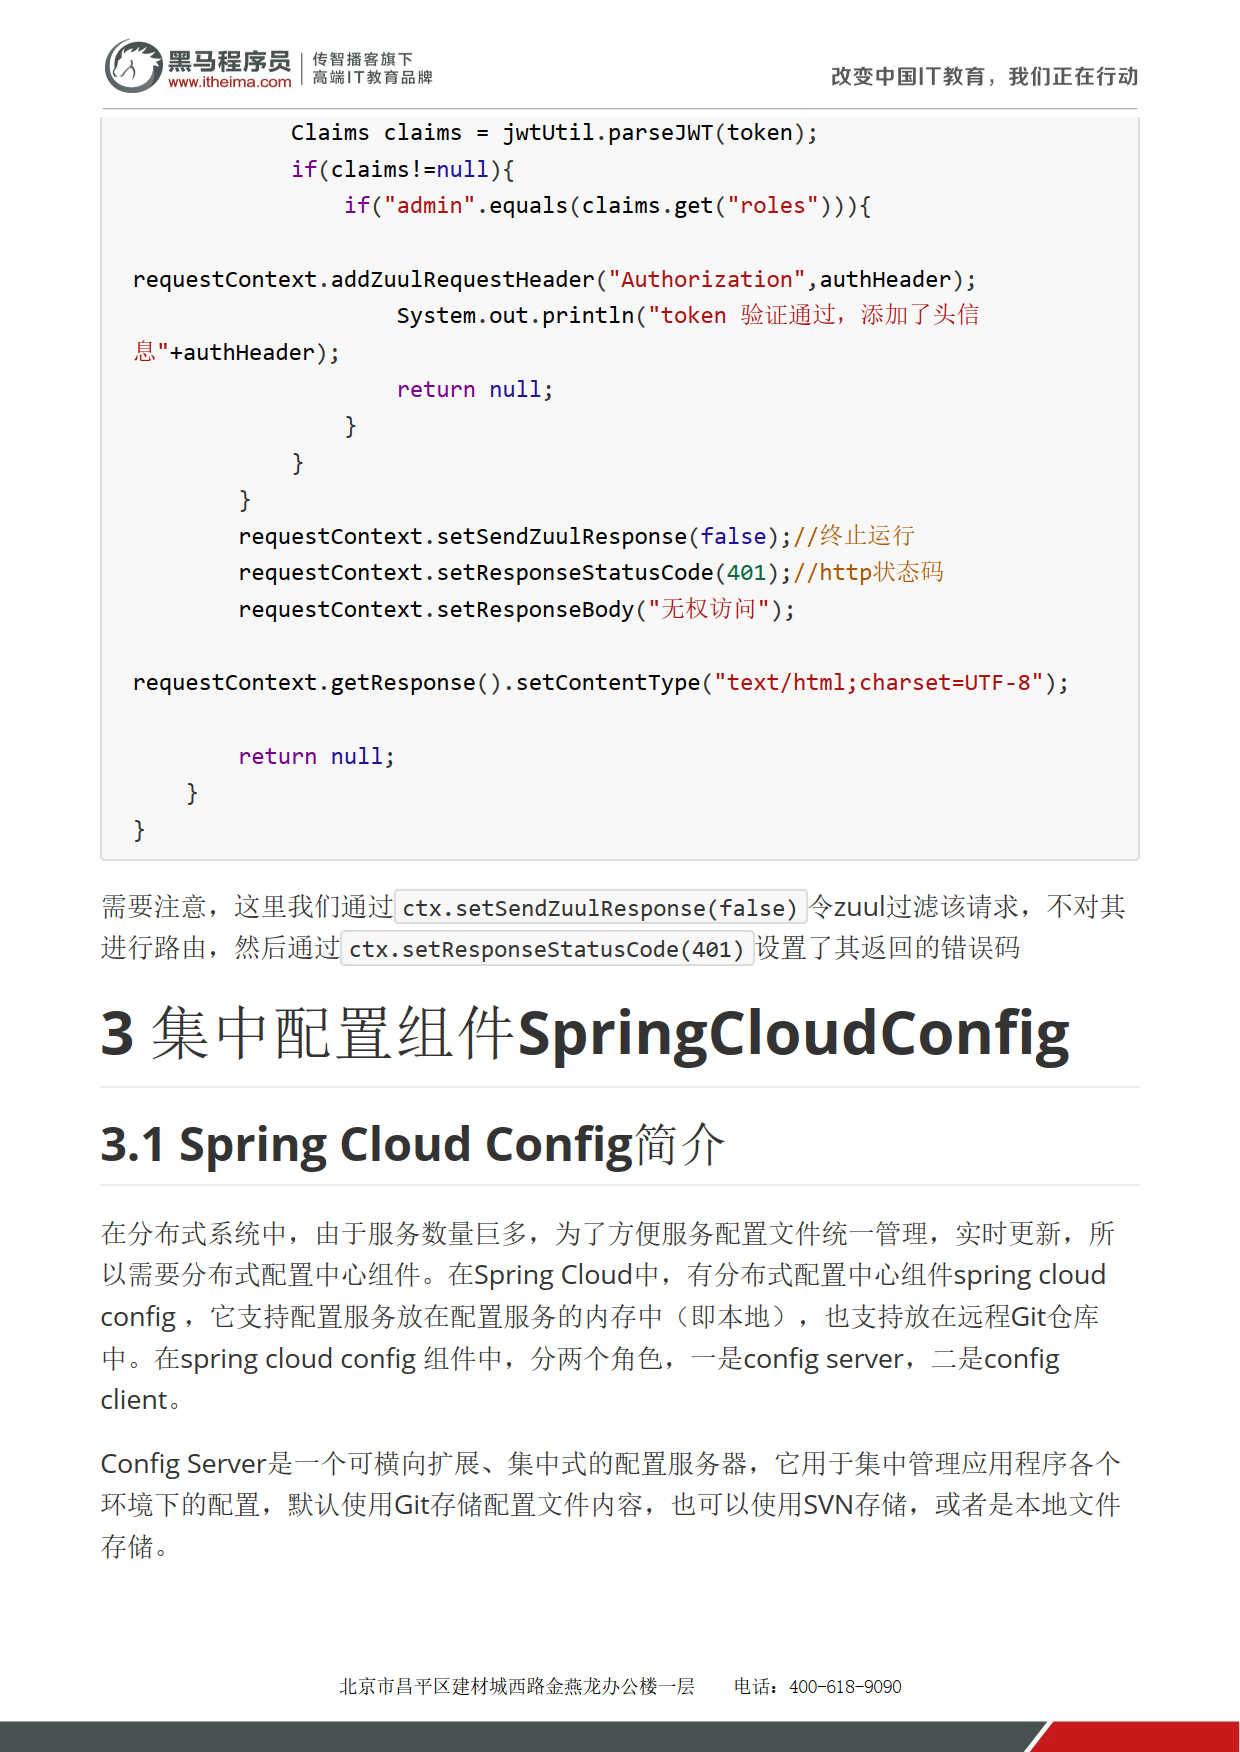 黑马程序员
www.itheima.com
传智播客旗下
高端IT教育品牌
改变中国IT教育，我们正在行动
Claims claims = jwtUtil.parseJWT(token);
if(claims!=null){
if("admin".equals(claims.get("roles"))){
requestContext.addZuulRequestHeader("Authorization",authHeader);
System.out.println("token 验证通过，添加了头信
息"+authHeader);
return null;
}
}
}
requestContext.setSendZuulResponse(false);//终止运行
requestContext.setResponseStatusCode(401);//http状态码
requestContext.setResponseBody("无权访问");
requestContext.getResponse().setContentType("text/html;charset=UTF-8");
return null;
}
}
需要注意，这里我们通过 ctx.setSendZuulResponse(false) 令zuul过滤该请求，不对其
进行路由，然后通过 ctx.setResponseStatusCode(401) 设置了其返回的错误码
3 集中配置组件SpringCloudConfig
3.1 Spring Cloud Config简介
在分布式系统中，由于服务数量巨多，为了方便服务配置文件统一管理，实时更新，所
以需要分布式配置中心组件。在Spring Cloud中，有分布式配置中心组件spring cloud
config ，它支持配置服务放在配置服务的内存中（即本地），也支持放在远程Git仓库
中。在spring cloud config 组件中，分两个角色，一是config server，二是config
client。
Config Server是一个可横向扩展、集中式的配置服务器，它用于集中管理应用程序各个
环境下的配置，默认使用Git存储配置文件内容，也可以使用SVN存储，或者是本地文件
存储。
北京市昌平区建材城西路金燕龙办公楼一层 电话：400-618-9090